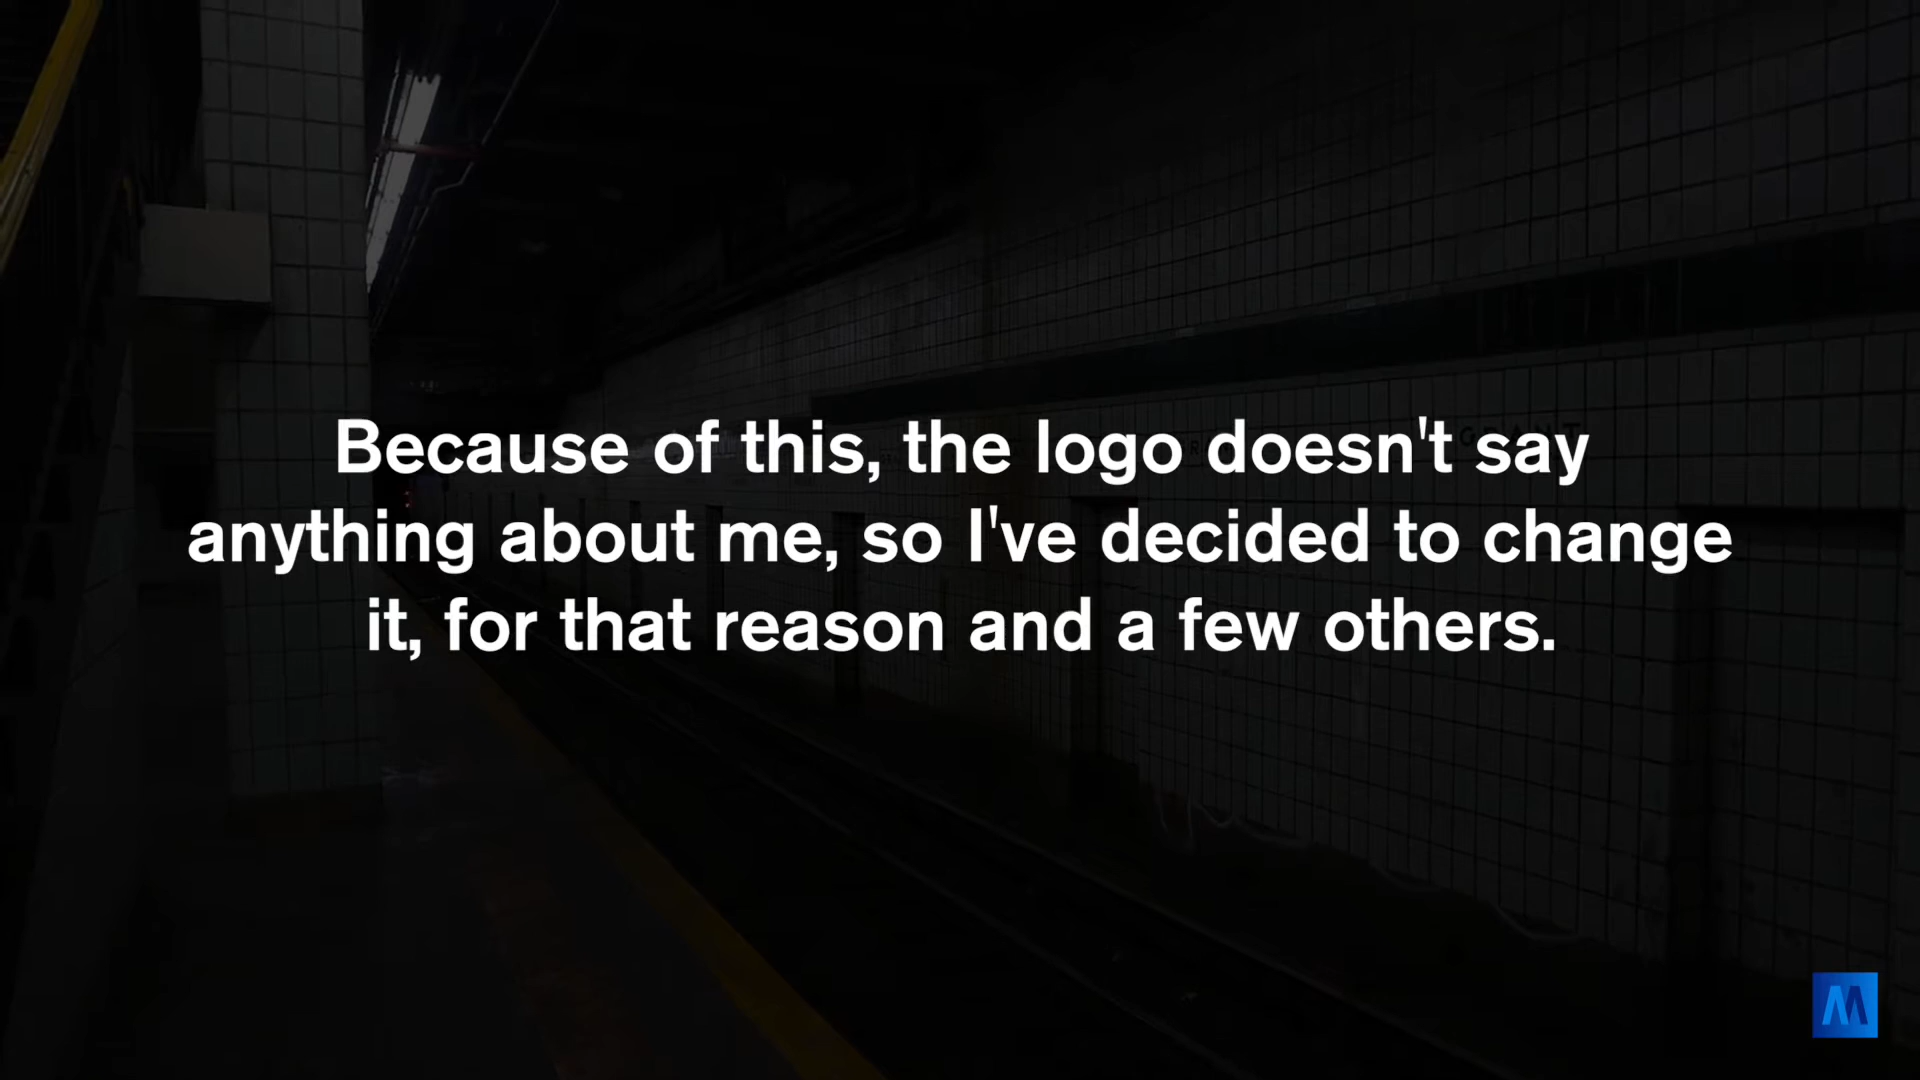 Because of this, the logo doesn't say
anything about me, so I've decided to change
it, for that reason and a few others.